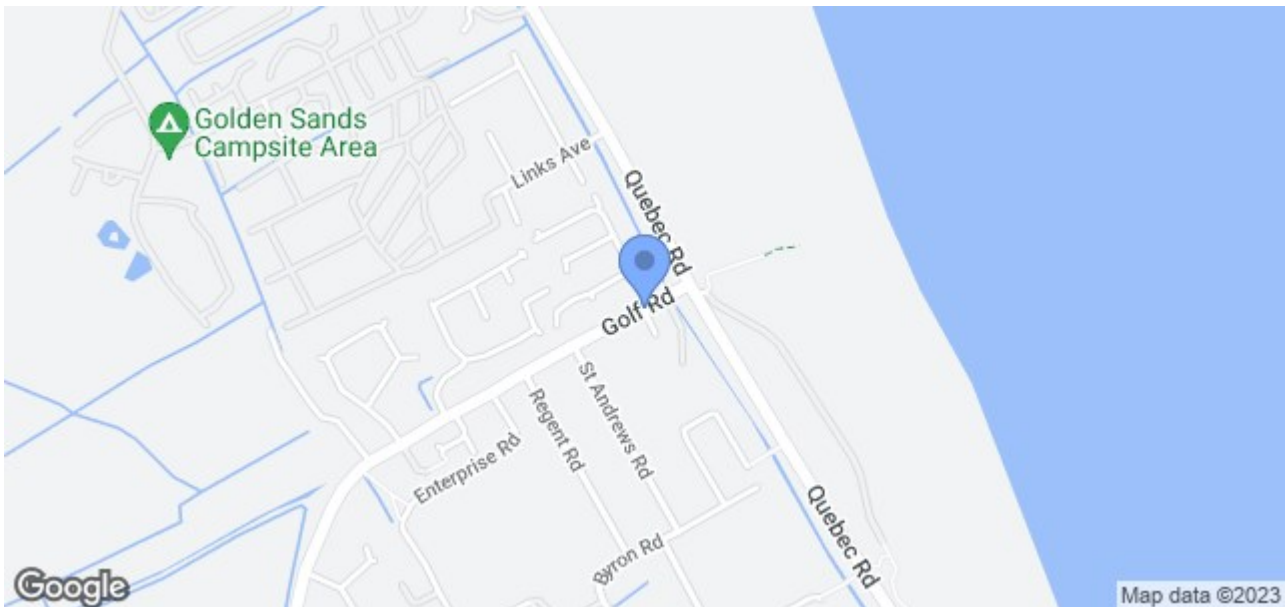 Golden Sands
Campsite Area
Links Ave
Quebec Rd
Golf Rd
St Andrews Rd
Regent Rd
Enterprise Rd
Byron Rd
Quebec Rd
Google
Map data ©2023